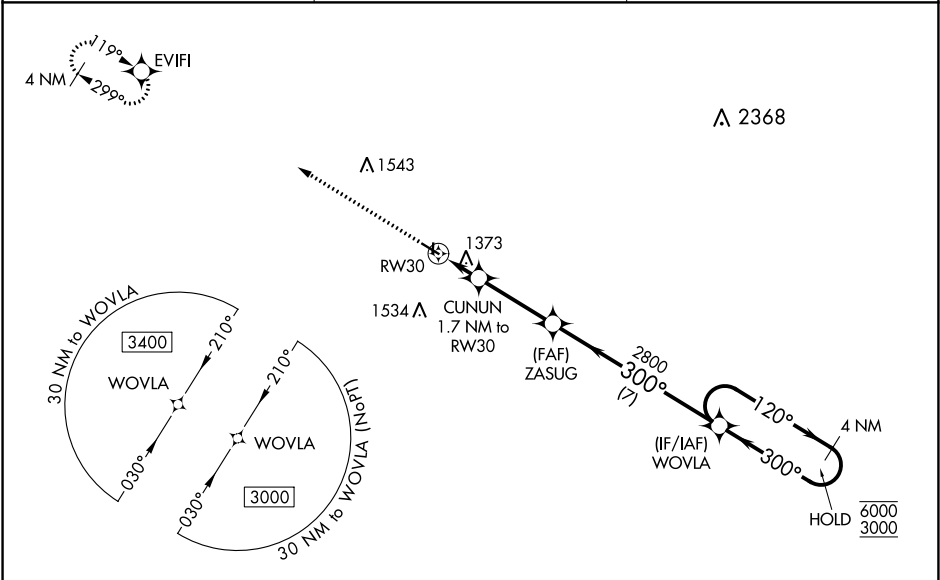 119°
EVIFI
4 NM
299°
2368
1543
1373
RW30
1534
CUNUN
1.7 NM to
RW30
(FAF)
ZASUG
2800
300°
(7)
120°
4 NM
(IF/IAF)
WOVLA
300°
HOLD
6000
3000
30 NM to WOVLA
3400
210°
WOVLA
030°
210°
WOVLA
030°
3000
30 NM to WOVLA (NoPT)